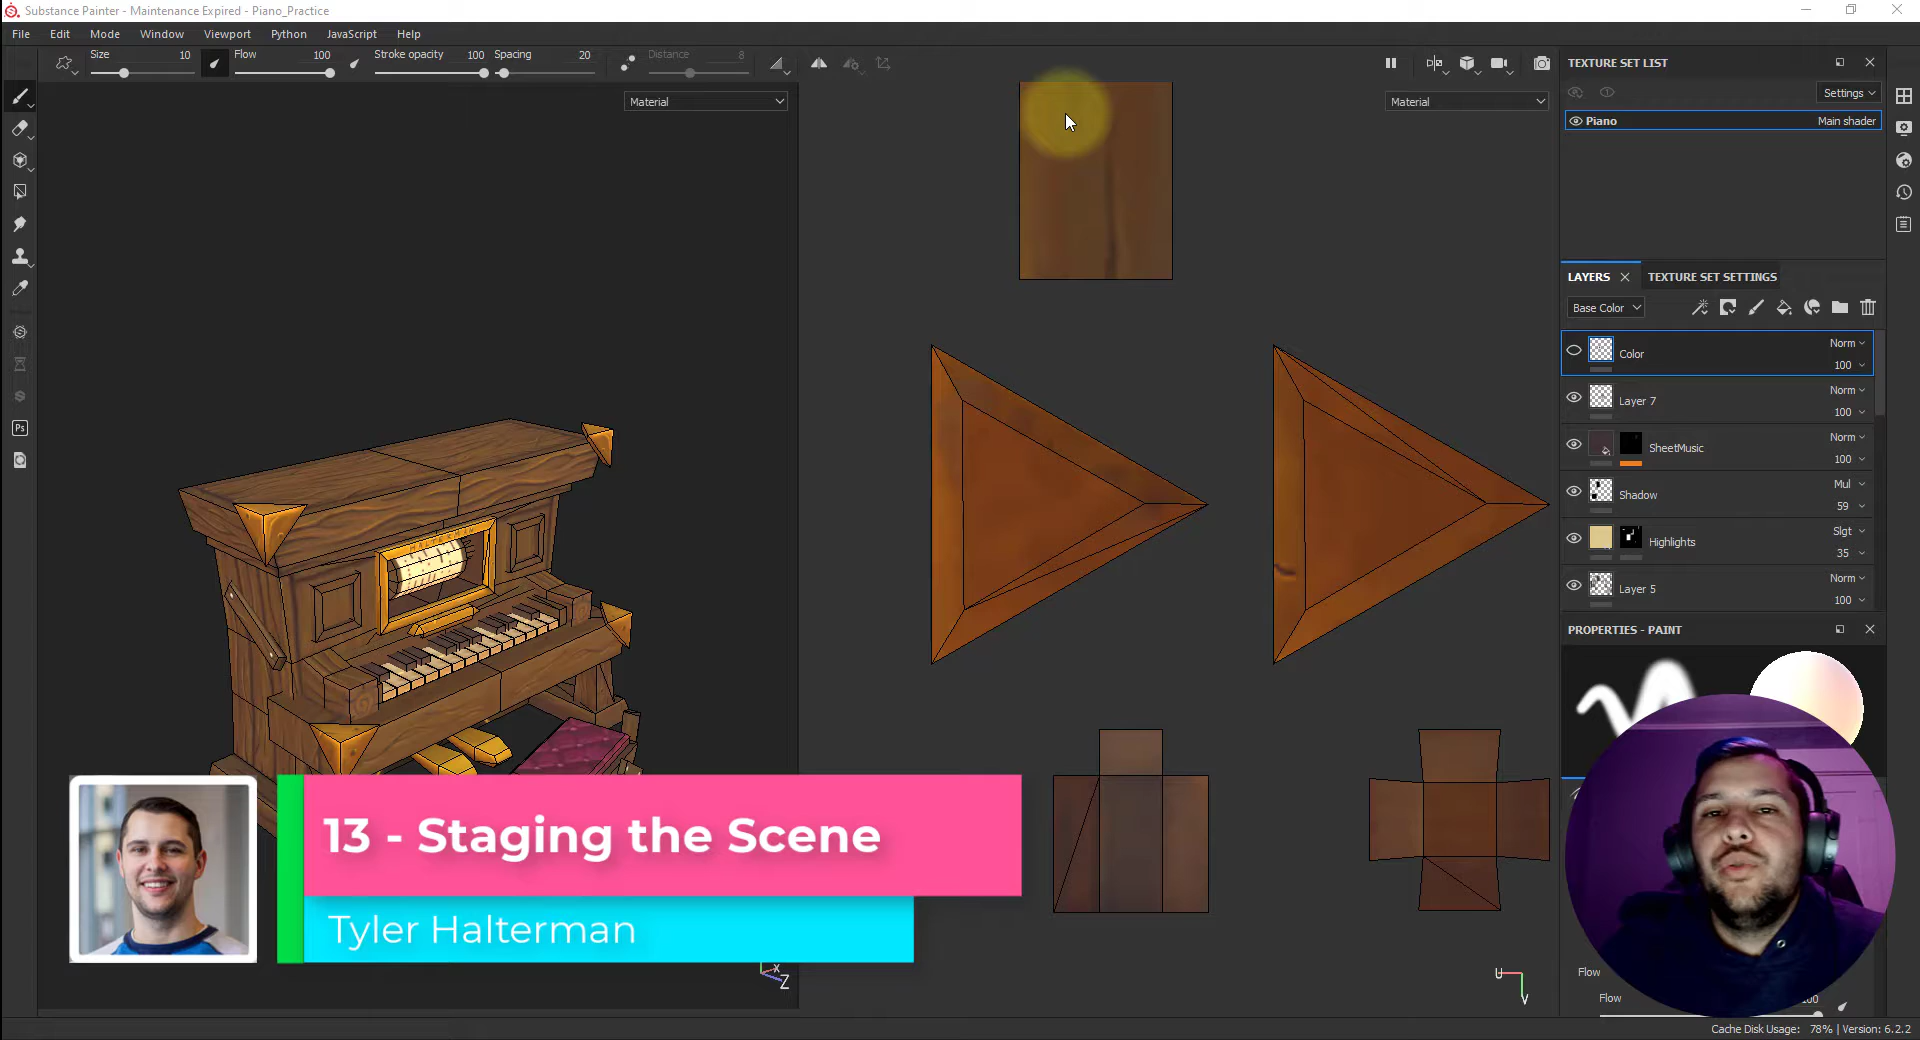 Substance Painter - Maintenance Expired - Piano_Practice
File Edit Mode Window Viewport Python JavaScript Help
Size 10 Flow 100 Stroke opacity 100 Spacing 20 Distance 8
Material
Material
TEXTURE SET LIST
Settings
Piano Main shader
LAYERS TEXTURE SET SETTINGS
Base Color
Color Norm 100
Layer 7 Norm 100
SheetMusic Norm 100
Shadow Mul 59
Highlights Slgt 35
Layer 5 Norm 100
PROPERTIES - PAINT
Ps
HALTERMAN
13 - Staging the Scene
Tyler Halterman
X
Z
U
V
Flow
Flow 100
Cache Disk Usage: 78% | Version: 6.2.2